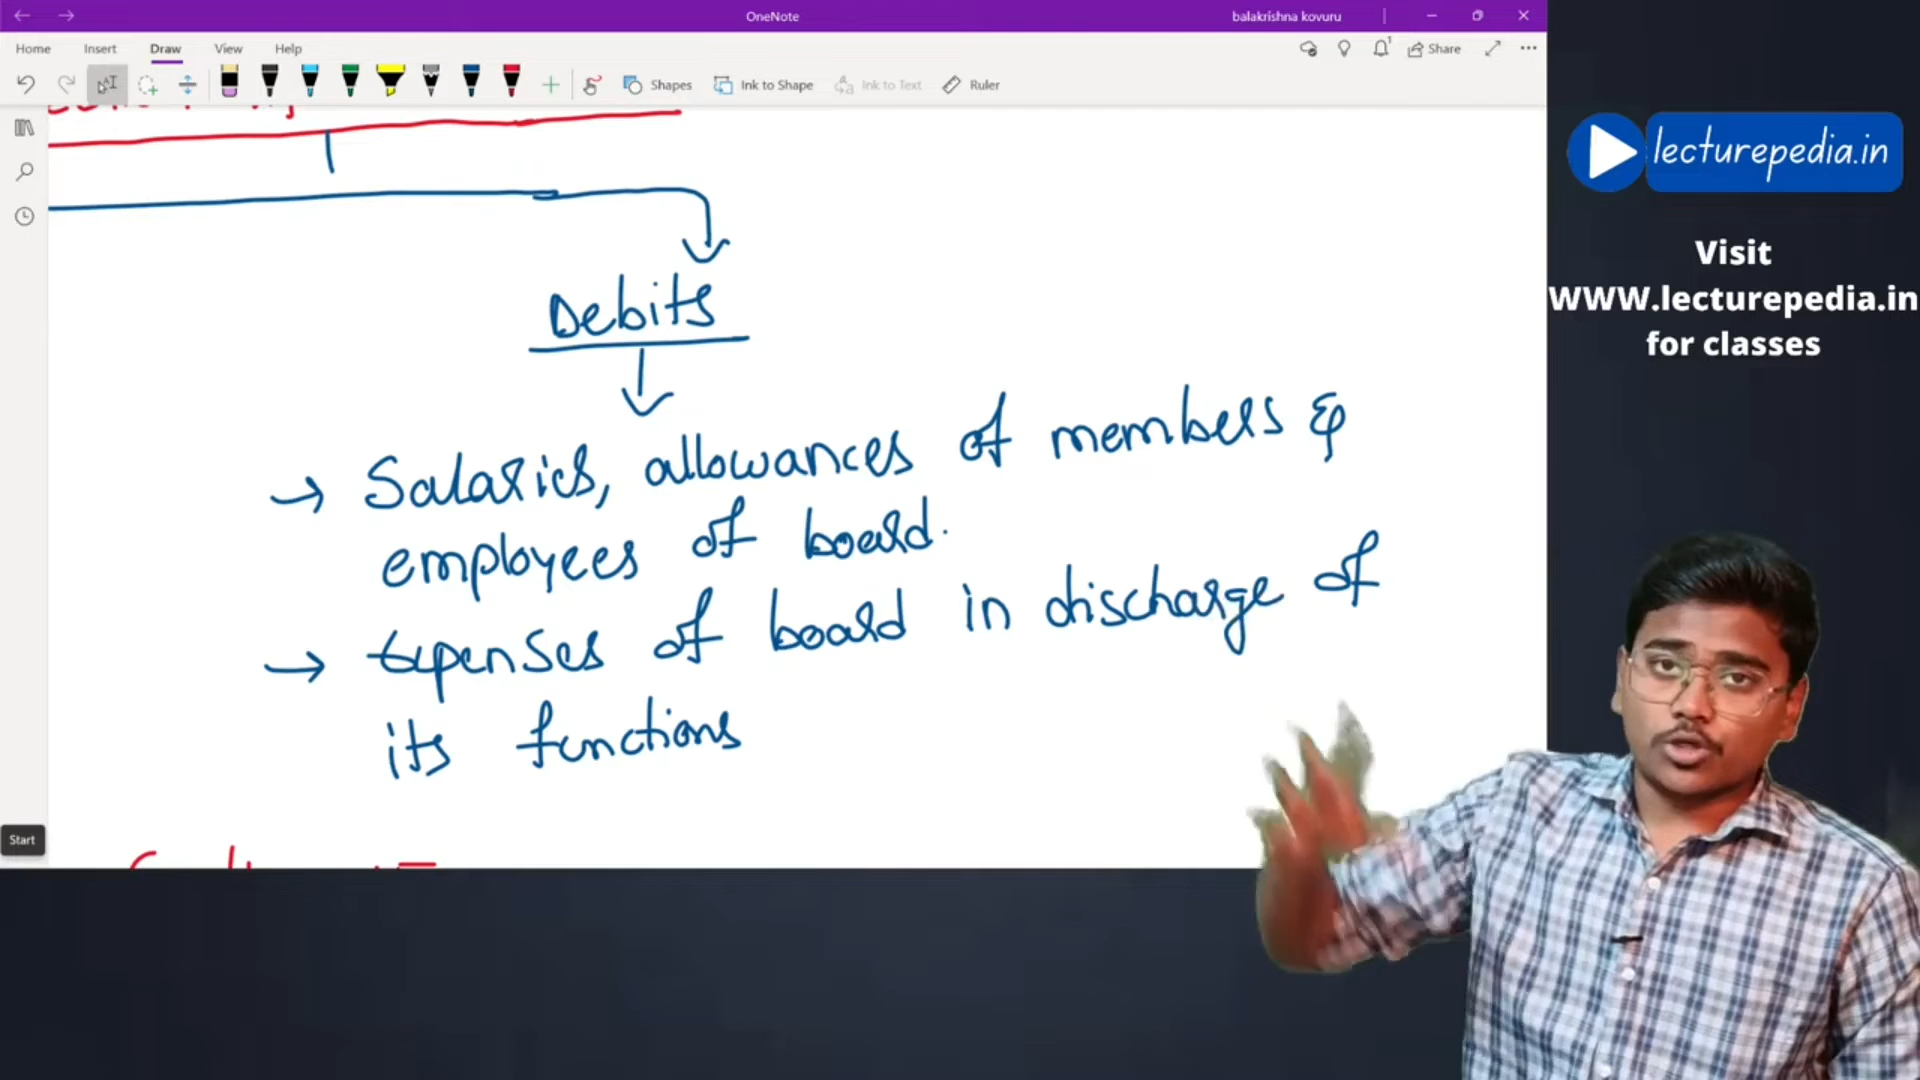 OneNote
balakrishna kovuru
Home Insert Draw View Help
1
Share
Shapes
Ink to Shape
Ink to Text
Ruler
lecturepedia.in
Visit
WWW.lecturepedia.in
for classes
Debits
→ Salaries, allowances of members &
employees of board.
→ Expenses of board in discharge of
its functions
Start